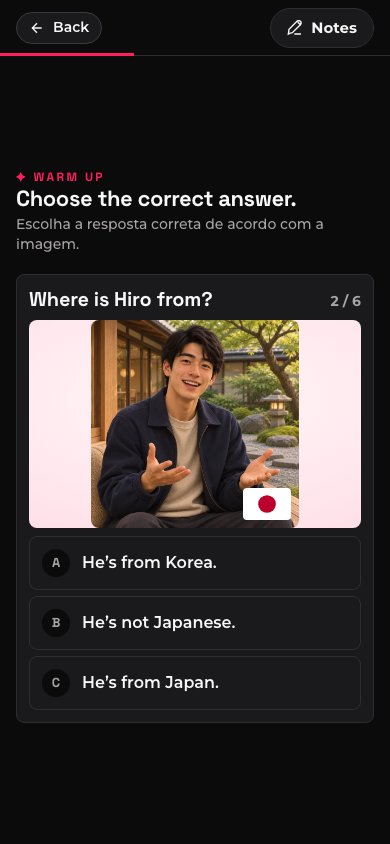 Back
Notes
WARM UP
Choose the correct answer.
Escolha a resposta correta de acordo com a
imagem.
Where is Hiro from?
2 / 6
A He's from Korea.
B He's not Japanese.
C He's from Japan.